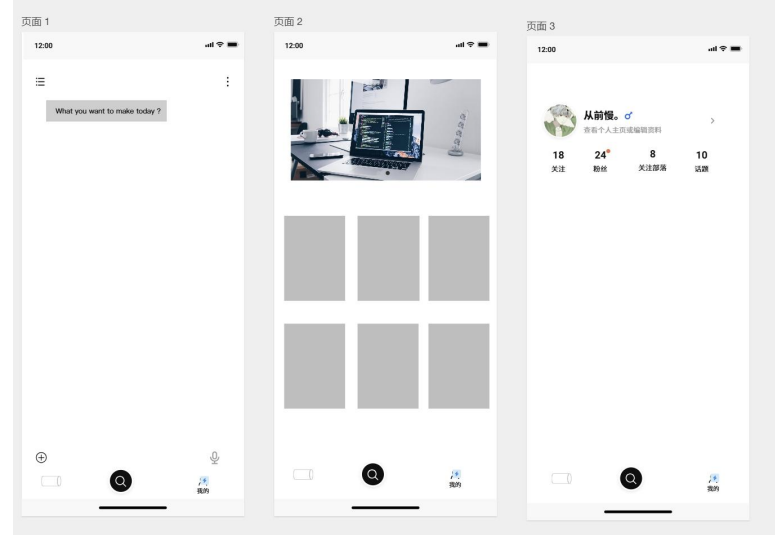 页面 1
12:00
What you want to make today ?
我的
页面 2
12:00
我的
页面 3
12:00
从前慢。
查看个人主页或编辑资料
18 24 8 10
关注 粉丝 关注部落 话题
我的